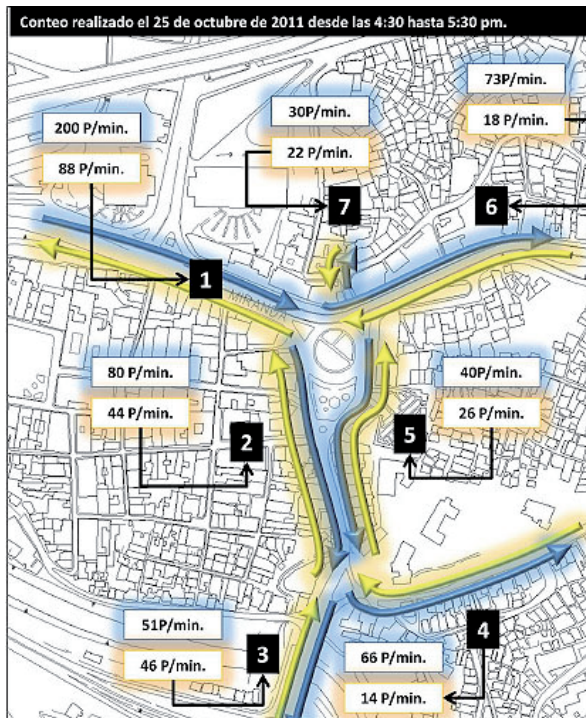 Conteo realizado el 25 de octubre de 2011 desde las 4:30 hasta 5:30 pm.
73P/min.
18 P/min.
30P/min.
22 P/min.
200 P/min.
88 P/min.
7
6
1
MIRANDA
80 P/min.
44 P/min.
40P/min.
26 P/min.
2
5
51P/min.
46 P/min.
3
4
66 P/min.
14 P/min.